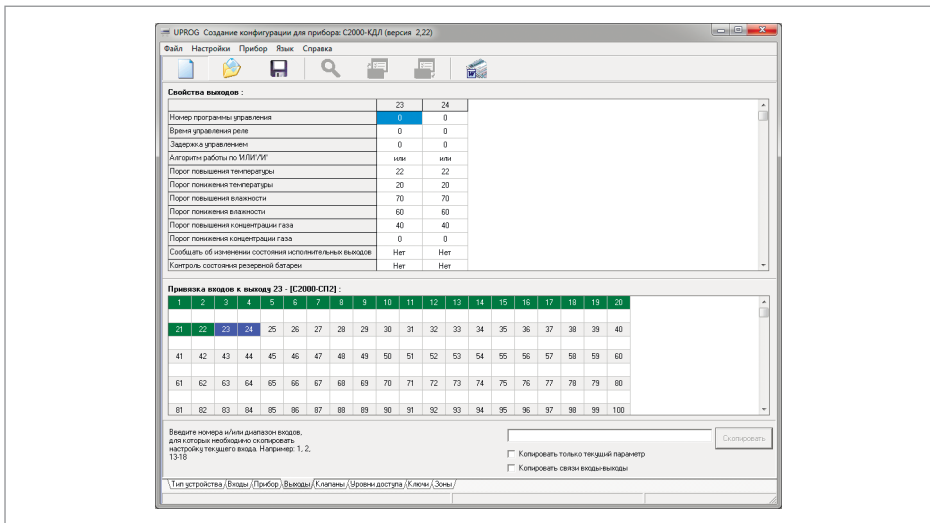 UPROG Создание конфигурации для прибора: С2000-КДЛ (версия 2,22)
Файл Настройки Прибор Язык Справка
Свойства выходов :
23 24
Номер программы управления 0 0
Время управления реле 0 0
Задержка управлением 0 0
Алгоритм работы по 'ИЛИ'/'И' или или
Порог повышения температуры 22 22
Порог понижения температуры 20 20
Порог повышения влажности 70 70
Порог понижения влажности 60 60
Порог повышения концентрации газа 40 40
Порог понижения концентрации газа 0 0
Сообщать об изменении состояния исполнительных выходов Нет Нет
Контроль состояния резервной батареи Нет Нет
Привязка входов к выходу 23 - [С2000-СП2] :
1 2 3 4 5 6 7 8 9 10 11 12 13 14 15 16 17 18 19 20
21 22 23 24 25 26 27 28 29 30 31 32 33 34 35 36 37 38 39 40
41 42 43 44 45 46 47 48 49 50 51 52 53 54 55 56 57 58 59 60
61 62 63 64 65 66 67 68 69 70 71 72 73 74 75 76 77 78 79 80
81 82 83 84 85 86 87 88 89 90 91 92 93 94 95 96 97 98 99 100
Введите номера и/или диапазон входов,
для которых необходимо скопировать
настройку текущего входа. Например: 1, 2,
13-18
Скопировать
Копировать только текущий параметр
Копировать связи входы-выходы
Тип устройства Входы Прибор Выходы Клапаны Уровни доступа Ключи Зоны